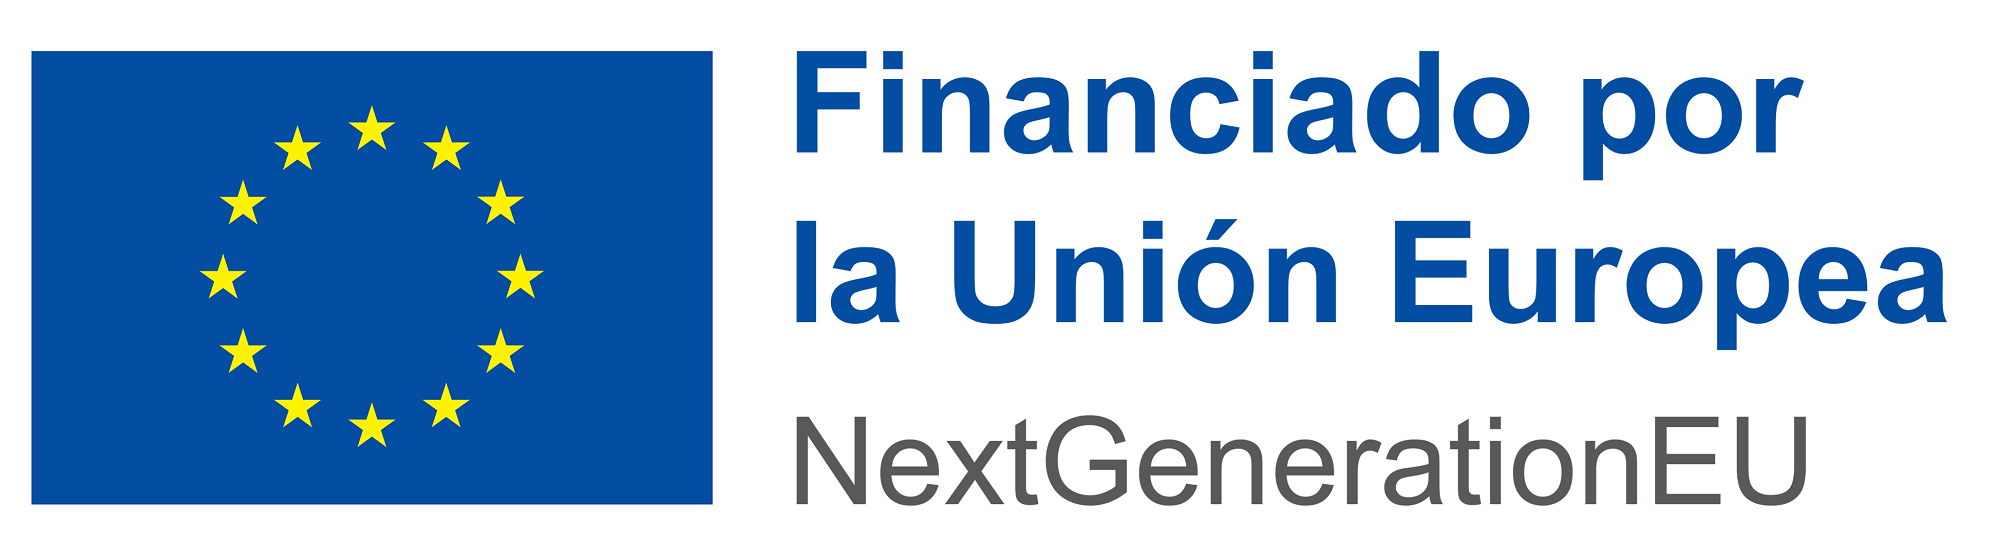 Financiado por
la Unión Europea
NextGenerationEU